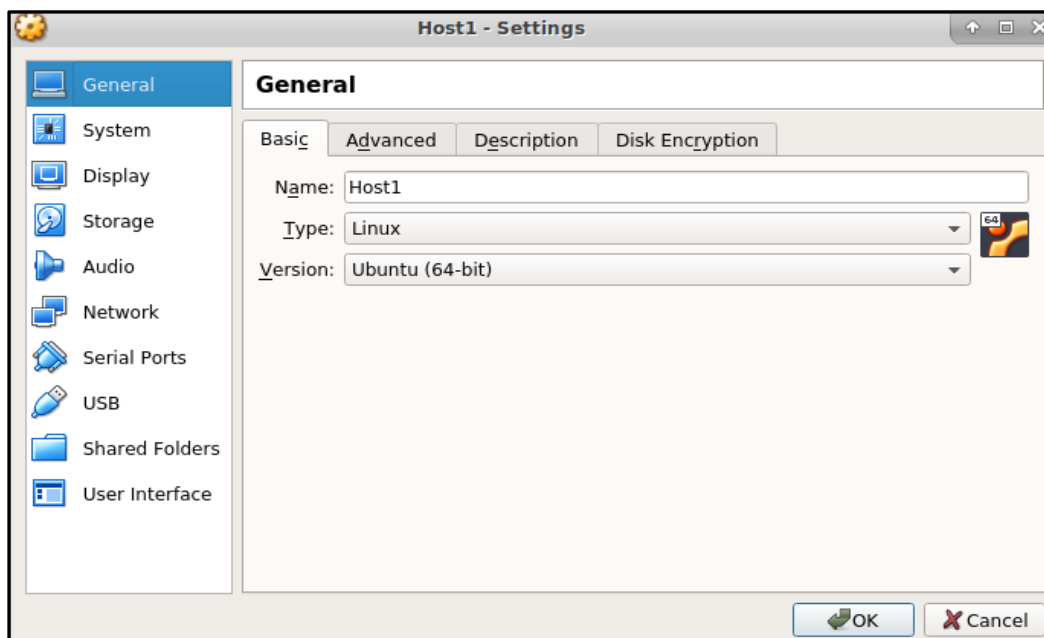 Host1 - Settings
General
System
Display
Storage
Audio
Network
Serial Ports
USB
Shared Folders
User Interface
General
Basic Advanced Description Disk Encryption
Name: Host1
Type: Linux
64
Version: Ubuntu (64-bit)
OK Cancel